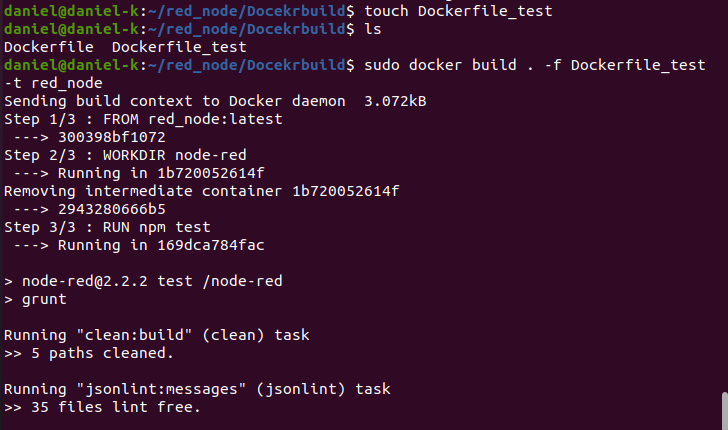 daniel@daniel-k:~/red_node/Docekrbuild$ touch Dockerfile_test
daniel@daniel-k:~/red_node/Docekrbuild$ ls
Dockerfile  Dockerfile_test
daniel@daniel-k:~/red_node/Docekrbuild$ sudo docker build . -f Dockerfile_test
-t red_node
Sending build context to Docker daemon  3.072kB
Step 1/3 : FROM red_node:latest
 ---> 300398bf1072
Step 2/3 : WORKDIR node-red
 ---> Running in 1b720052614f
Removing intermediate container 1b720052614f
 ---> 2943280666b5
Step 3/3 : RUN npm test
 ---> Running in 169dca784fac

> node-red@2.2.2 test /node-red
> grunt

Running "clean:build" (clean) task
>> 5 paths cleaned.

Running "jsonlint:messages" (jsonlint) task
>> 35 files lint free.